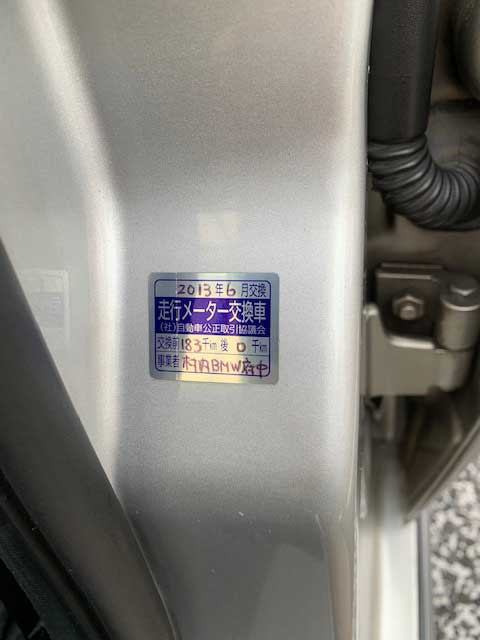 2013年6月交換
走行メーター交換車
(社)自動車公正取引協議会
交換前183千km後0千km
事業者村内BMW府中